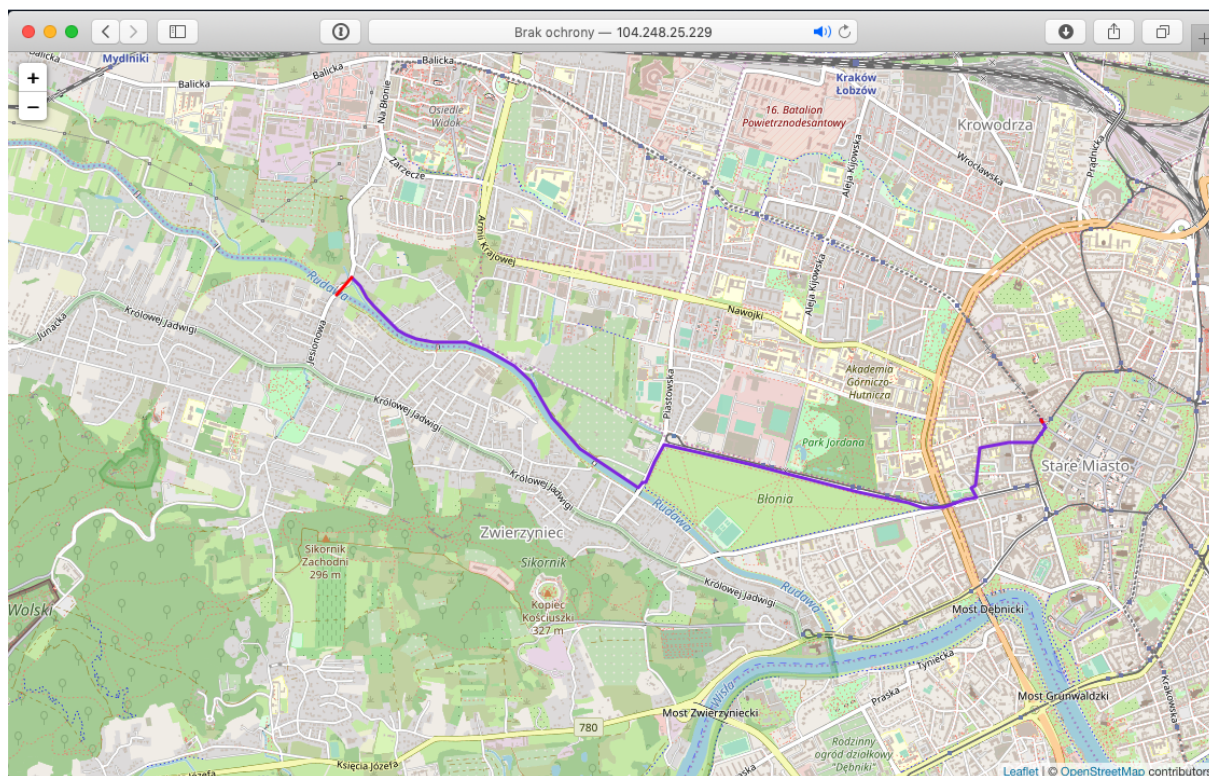 Brak ochrony — 104.248.25.229
+
−
Balicka
Mydlniki
Balicka
Balicka
Balicka
Na Błonie
Osiedle
Widok
Zarzecze
Armii Krajowej
Kraków
Łobzów
16. Batalion
Powietrznodesantowy
Aleja Kijowska
Wrocławska
Krowodrza
Prądnicka
Rudawa
Junacka
Królowej Jadwigi
Jesionowa
Królowej Jadwigi
Nawojki
Aleja Kijowska
Piastowska
Akademia
Górniczo-
Hutnicza
Park Jordana
Stare Miasto
Królowej Jadwigi
Błonia
Rudawa
Zwierzyniec
Sikornik
Zachodni
296 m
Sikornik
Kopiec
Kościuszki
327 m
Królowej Jadwigi
Rudawa
Wolski
Most Dębnicki
Tyniecka
Praska
Wisła
Most Zwierzyniecki
Most Grunwaldzki
Krakowska
780
Księcia Józefa
Józefa
Rodzinny
ogród działkowy
"Dębniki"
Leaflet | © OpenStreetMap contributors